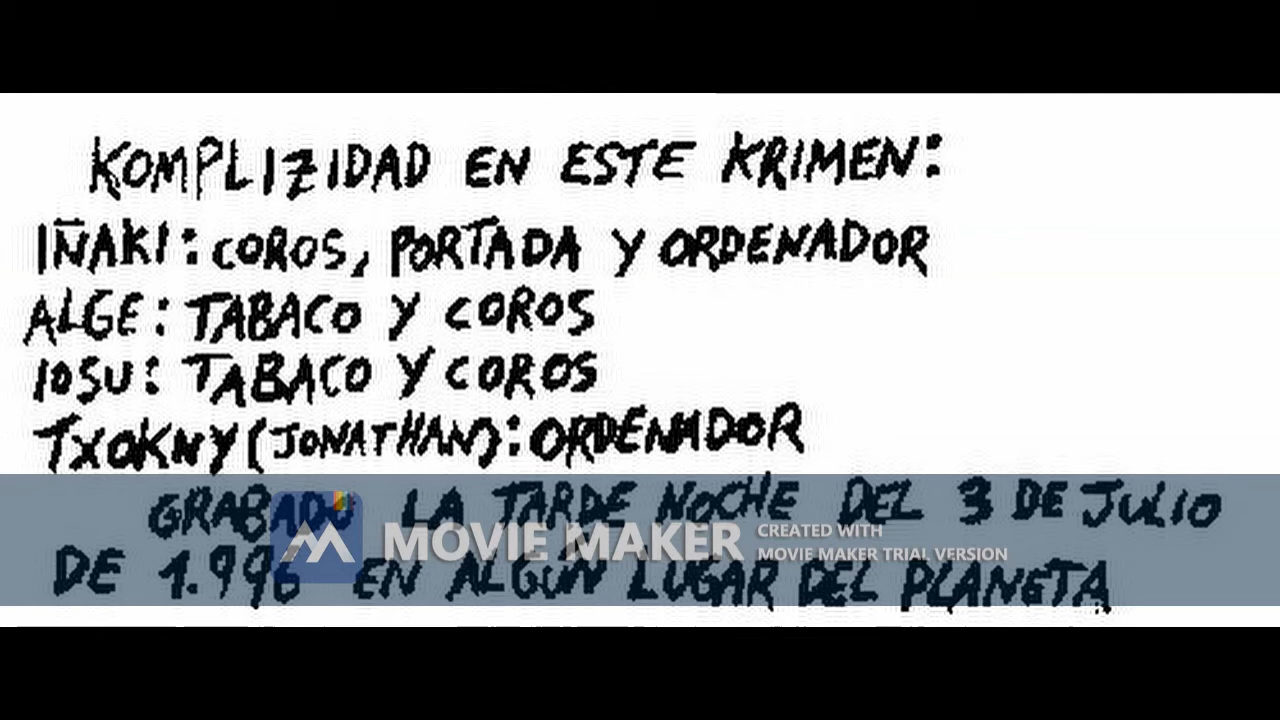 KOMPLIZIDAD EN ESTE KRIMEN:
IÑAKI: COROS, PORTADA Y ORDENADOR
ALGE: TABACO Y COROS
IOSU: TABACO Y COROS
TXOKNY (JONATHAN): ORDENADOR
GRABADO LA TARDE NOCHE DEL 3 DE JULIO
MOVIE MAKER
CREATED WITH
MOVIE MAKER TRIAL VERSION
DE 1.996 EN ALGUN LUGAR DEL PLANETA